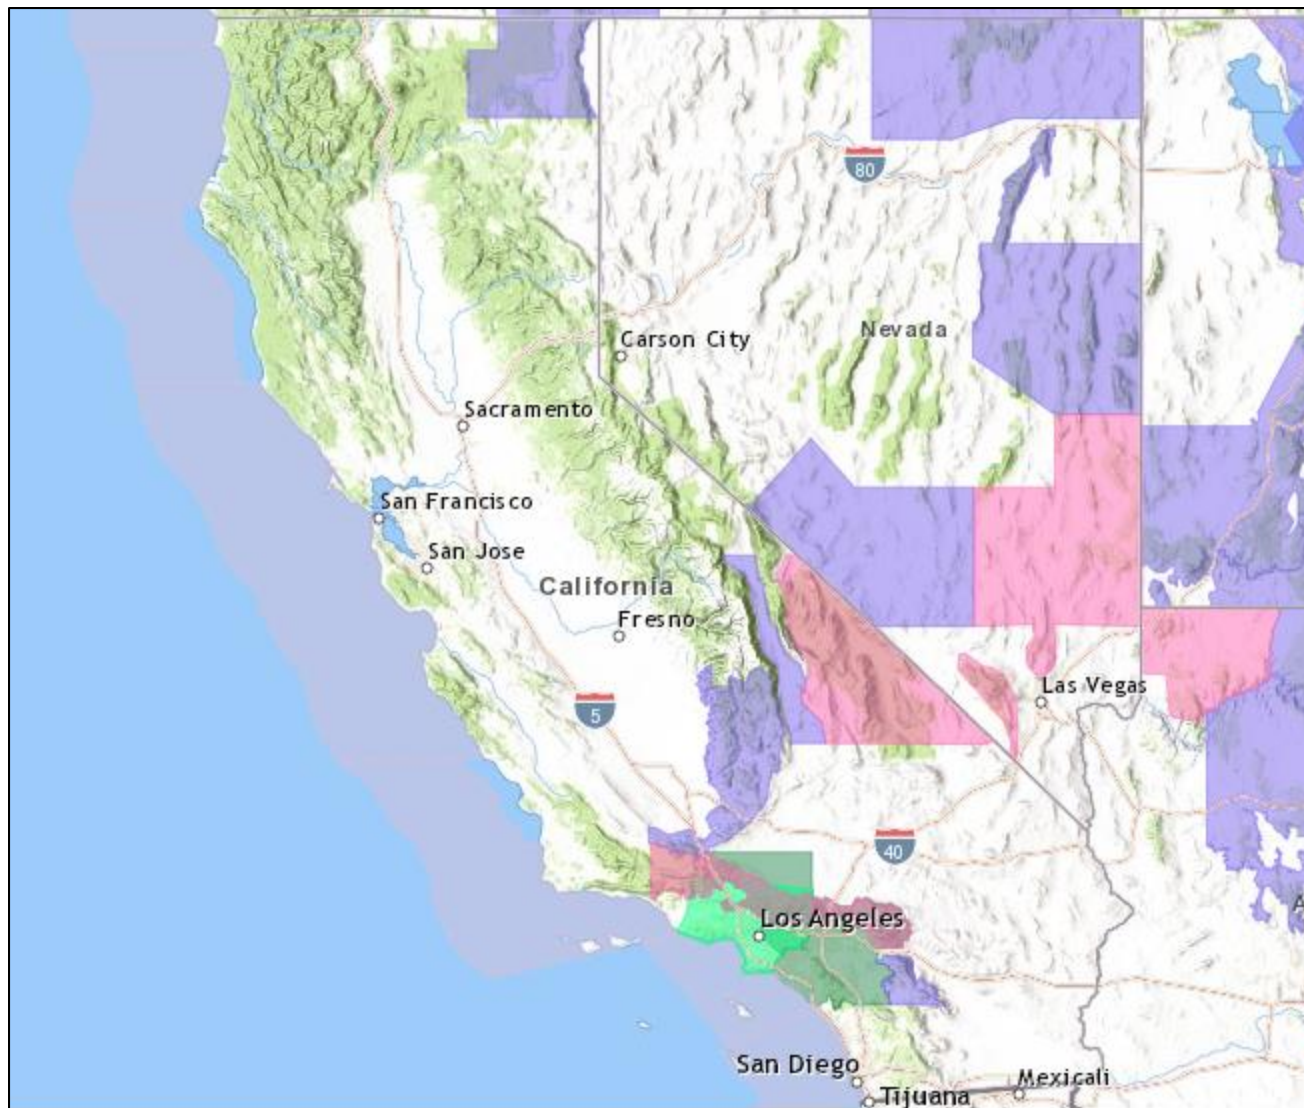 80
Carson City
Nevada
Sacramento
San Francisco
San Jose
California
Fresno
Las Vegas
5
40
A
Los Angeles
San Diego
Mexicali
Tijuana